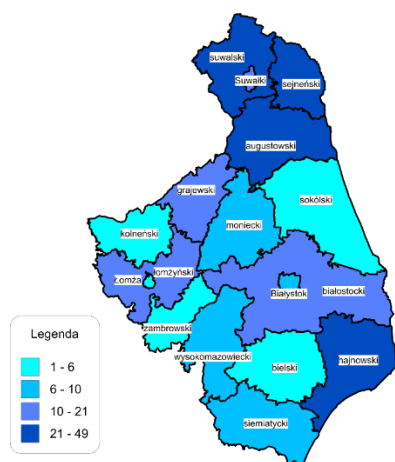 suwalski
Suwałki
sejneński
augustowski
grajewski
sokólski
moniecki
kolneński
łomżyński
Łomża
Białystok
białostocki
zambrowski
wysokomazowiecki
bielski
hajnowski
siemiatycki
Legenda
1 - 6
6 - 10
10 - 21
21 - 49